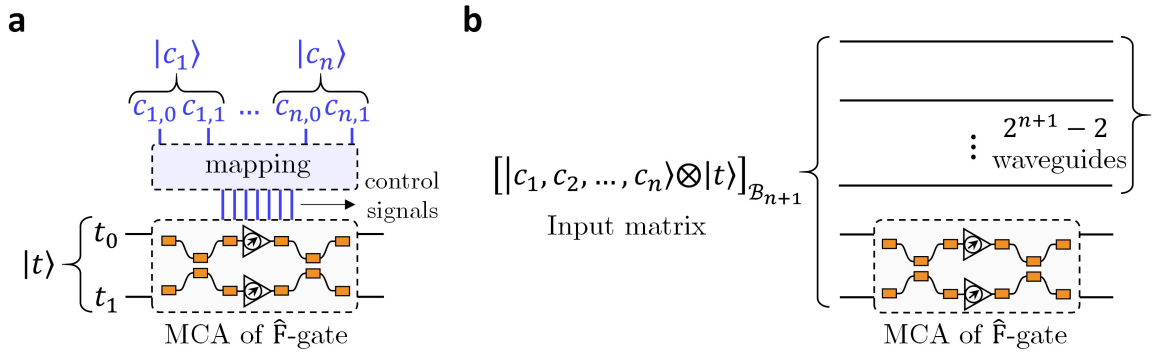 a
|c₁⟩ |cₙ⟩
c₁,₀ c₁,₁ ... cₙ,₀ cₙ,₁
mapping
control
signals
|t⟩
t₀
t₁
MCA of F̂-gate
b
[|c₁, c₂, ..., cₙ⟩⊗|t⟩]_{ℬₙ₊₁}
Input matrix
⋮ 2ⁿ⁺¹ − 2
waveguides
MCA of F̂-gate